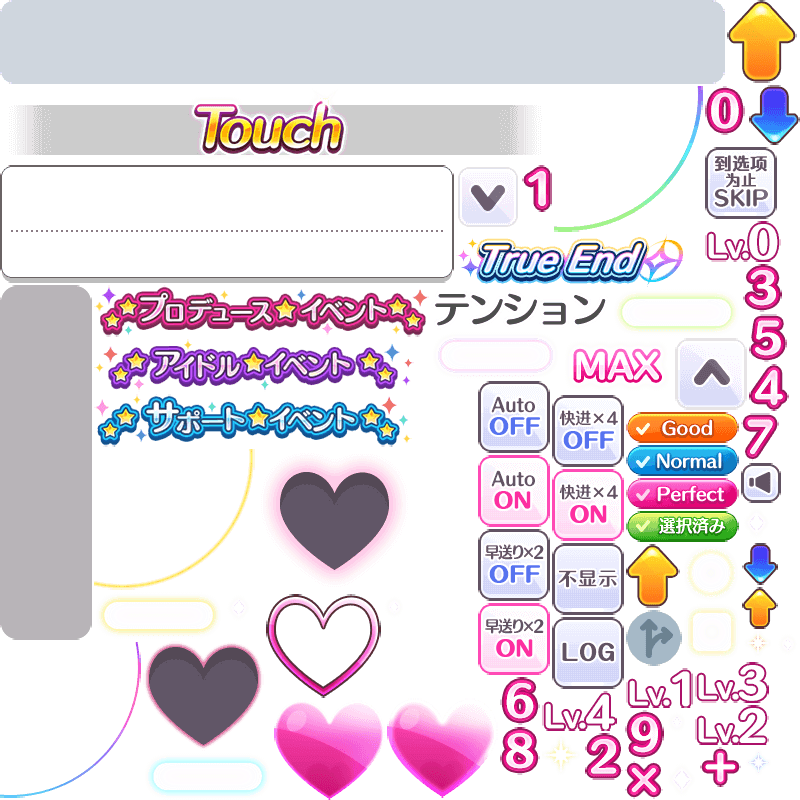 Touch
0
到选项
为止
SKIP
1
True End
Lv.0
3
プロデュース★イベント
テンション
5
アイドル★イベント
MAX
4
サポート★イベント
Auto
OFF
快进×4
OFF
Good
7
Normal
Auto
ON
快进×4
ON
Perfect
選択済み
早送り×2
OFF
不显示
早送り×2
ON
LOG
6
Lv.4
Lv.1
Lv.3
8
2
9
Lv.2
×
+